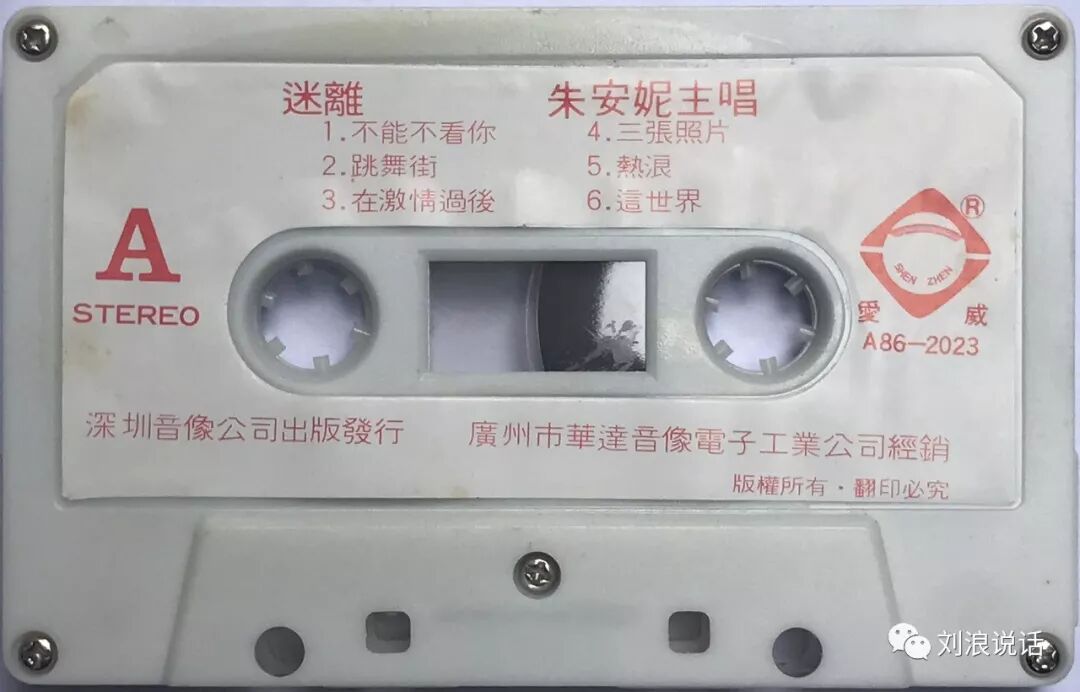 迷離 朱安妮主唱
1.不能不看你 4.三張照片
2.跳舞街 5.熱浪
3.在激情過後 6.這世界
A
STEREO
®
SHEN ZHEN
愛 威
A86-2023
深圳音像公司出版發行 廣州市華達音像電子工業公司經銷
版權所有·翻印必究
刘浪说话